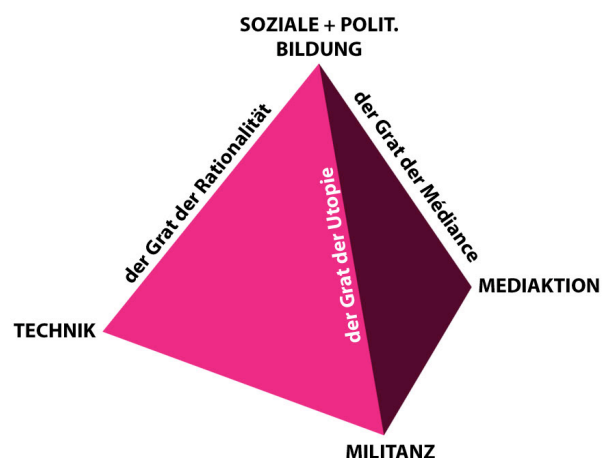 SOZIALE + POLIT.
BILDUNG
der Grat der Rationalität
der Grat der Utopie
der Grat der Médiance
TECHNIK
MEDIAKTION
MILITANZ